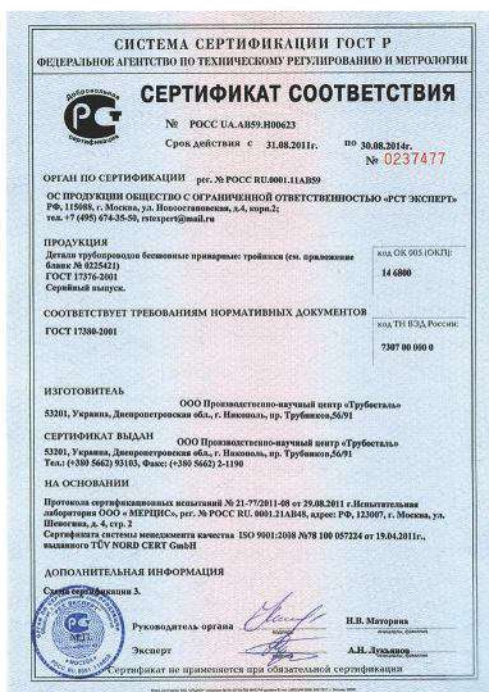 СИСТЕМА СЕРТИФИКАЦИИ ГОСТ Р
ФЕДЕРАЛЬНОЕ АГЕНТСТВО ПО ТЕХНИЧЕСКОМУ РЕГУЛИРОВАНИЮ И МЕТРОЛОГИИ
Добровольная
сертификация
СЕРТИФИКАТ СООТВЕТСТВИЯ
№ РОСС UA.АВ59.Н00623
Срок действия с 31.08.2011г. по 30.08.2014г.
№ 0237477
ОРГАН ПО СЕРТИФИКАЦИИ рег. № РОСС RU.0001.11АВ59
ОС ПРОДУКЦИИ ОБЩЕСТВО С ОГРАНИЧЕННОЙ ОТВЕТСТВЕННОСТЬЮ «РСТ ЭКСПЕРТ»
РФ, 115088, г. Москва, ул. Новоостаповская, д.4, корп.2;
тел. +7 (495) 674-35-50, rstexpert@mail.ru
ПРОДУКЦИЯ
Детали трубопроводов бесшовные приварные: тройники (см. приложение
бланк № 0225421)
ГОСТ 17376-2001
Серийный выпуск.
код ОК 005 (ОКП):
14 6800
СООТВЕТСТВУЕТ ТРЕБОВАНИЯМ НОРМАТИВНЫХ ДОКУМЕНТОВ
ГОСТ 17380-2001
код ТН ВЭД России:
7307 00 000 0
ИЗГОТОВИТЕЛЬ
ООО Производственно-научный центр «Трубосталь»
53201, Украина, Днепропетровская обл., г. Никополь, пр. Трубников,56/91
СЕРТИФИКАТ ВЫДАН
ООО Производственно-научный центр «Трубосталь»
53201, Украина, Днепропетровская обл., г. Никополь, пр. Трубников,56/91
Тел.: (+380 5662) 93103, Факс: (+380 5662) 2-1190
НА ОСНОВАНИИ
Протокола сертификационных испытаний № 21-77/2011-08 от 29.08.2011 г.Испытательная
лаборатория ООО « МЕРЦИС», рег. № РОСС RU. 0001.21АВ48, адрес: РФ, 123007, г. Москва, ул.
Шеногина, д. 4, стр. 2
Сертификата системы менеджмента качества ISO 9001:2008 №78 100 057224 от 19.04.2011г.,
выданного TÜV NORD CERT GmbH
ДОПОЛНИТЕЛЬНАЯ ИНФОРМАЦИЯ
Схема сертификации 3.
М.П.
МОСКВА
Руководитель органа
подпись
Н.В. Маторина
инициалы, фамилия
Эксперт
подпись
А.Н. Лукьянов
инициалы, фамилия
Сертификат не применяется при обязательной сертификации